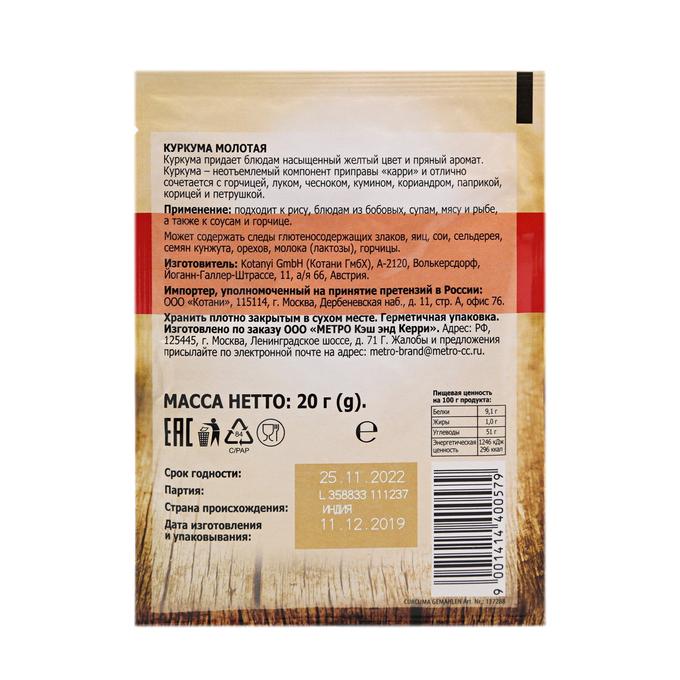 КУРКУМА МОЛОТАЯ
Куркума придает блюдам насыщенный желтый цвет и пряный аромат.
Куркума – неотъемлемый компонент приправы «карри» и отлично
сочетается с горчицей, луком, чесноком, кумином, кориандром, паприкой,
корицей и петрушкой.
Применение: подходит к рису, блюдам из бобовых, супам, мясу и рыбе,
а также к соусам и горчице.
Может содержать следы глютеносодержащих злаков, яиц, сои, сельдерея,
семян кунжута, орехов, молока (лактозы), горчицы.
Изготовитель: Kotanyi GmbH (Котани ГмбХ), А-2120, Волькерсдорф,
Йоганн-Галлер-Штрассе, 11, а/я 66, Австрия.
Импортер, уполномоченный на принятие претензий в России:
ООО «Котани», 115114, г. Москва, Дербеневская наб., д. 11, стр. А, офис 76.
Хранить плотно закрытым в сухом месте. Герметичная упаковка.
Изготовлено по заказу ООО «МЕТРО Кэш энд Керри». Адрес: РФ,
125445, г. Москва, Ленинградское шоссе, д. 71 Г. Жалобы и предложения
присылайте по электронной почте на адрес: metro-brand@metro-cc.ru.
МАССА НЕТТО: 20 г (g).
EAC 84 ℮
C/PAP
Пищевая ценность
на 100 г продукта:
Белки 9,1 г
Жиры 1,0 г
Углеводы 51 г
Энергетическая 1246 кДж
ценность 296 ккал
Срок годности: 25.11.2022
Партия: L 358833 111237
Страна происхождения: ИНДИЯ
Дата изготовления
и упаковывания: 11.12.2019
9 001414 400579
CURCUMA GEMAHLEN Art. Nr.: 137288